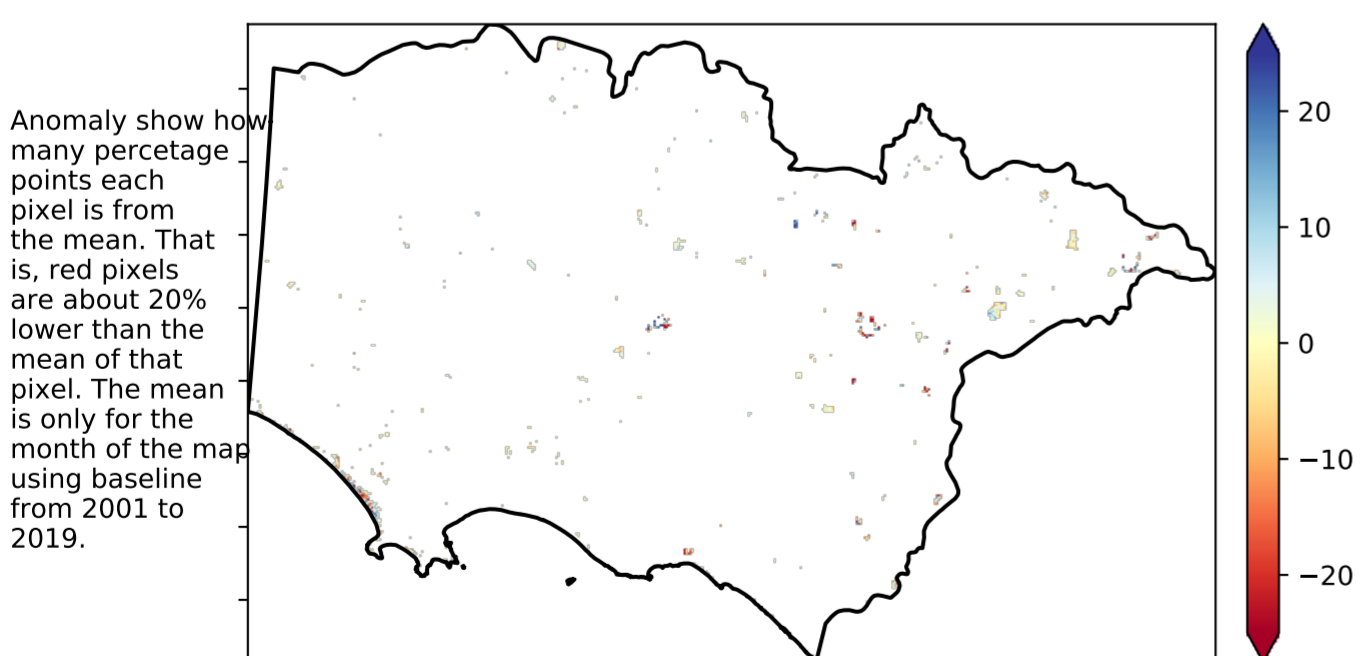 Anomaly show how
many percetage
points each
pixel is from
the mean. That
is, red pixels
are about 20%
lower than the
mean of that
pixel. The mean
is only for the
month of the map
using baseline
from 2001 to
2019.
20
10
0
−10
−20